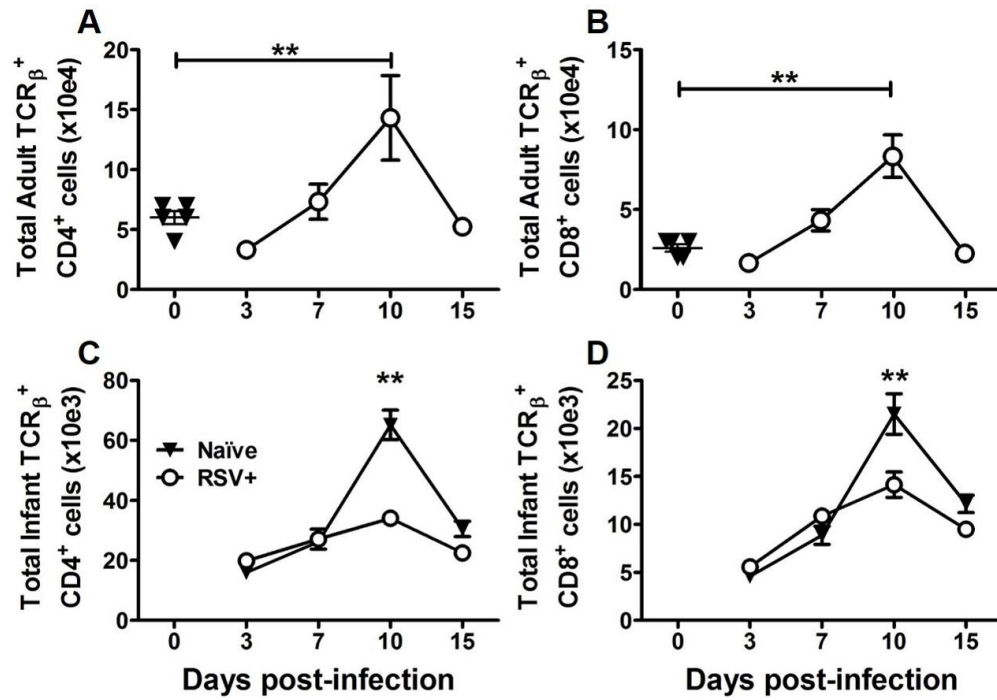 A
Total Adult TCRβ+
CD4+ cells (x10e4)
20
15
10
5
0
**
0 3 7 10 15
B
Total Adult TCRβ+
CD8+ cells (x10e4)
15
10
5
0
**
0 3 7 10 15
C
Total Infant TCRβ+
CD4+ cells (x10e3)
80
60
40
20
0
**
Naïve
RSV+
0 3 7 10 15
Days post-infection
D
Total Infant TCRβ+
CD8+ cells (x10e3)
25
20
15
10
5
0
**
0 3 7 10 15
Days post-infection